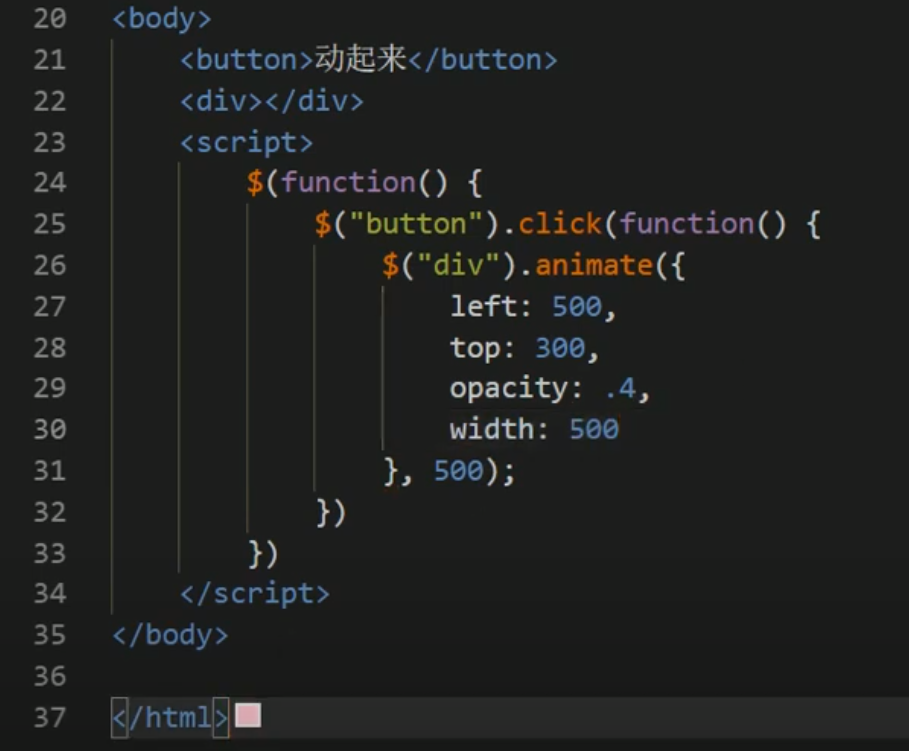 20 <body>
21     <button>动起来</button>
22     <div></div>
23     <script>
24         $(function() {
25             $("button").click(function() {
26                 $("div").animate({
27                     left: 500,
28                     top: 300,
29                     opacity: .4,
30                     width: 500
31                 }, 500);
32             })
33         })
34     </script>
35 </body>
36
37 </html>